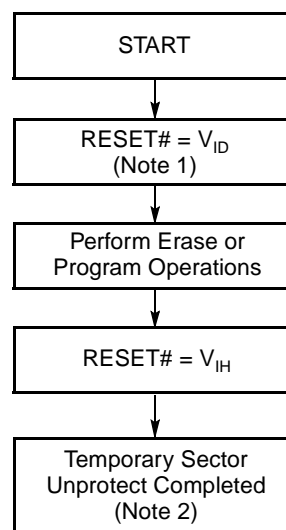 START
RESET# = V_ID
(Note 1)
Perform Erase or
Program Operations
RESET# = V_IH
Temporary Sector
Unprotect Completed
(Note 2)